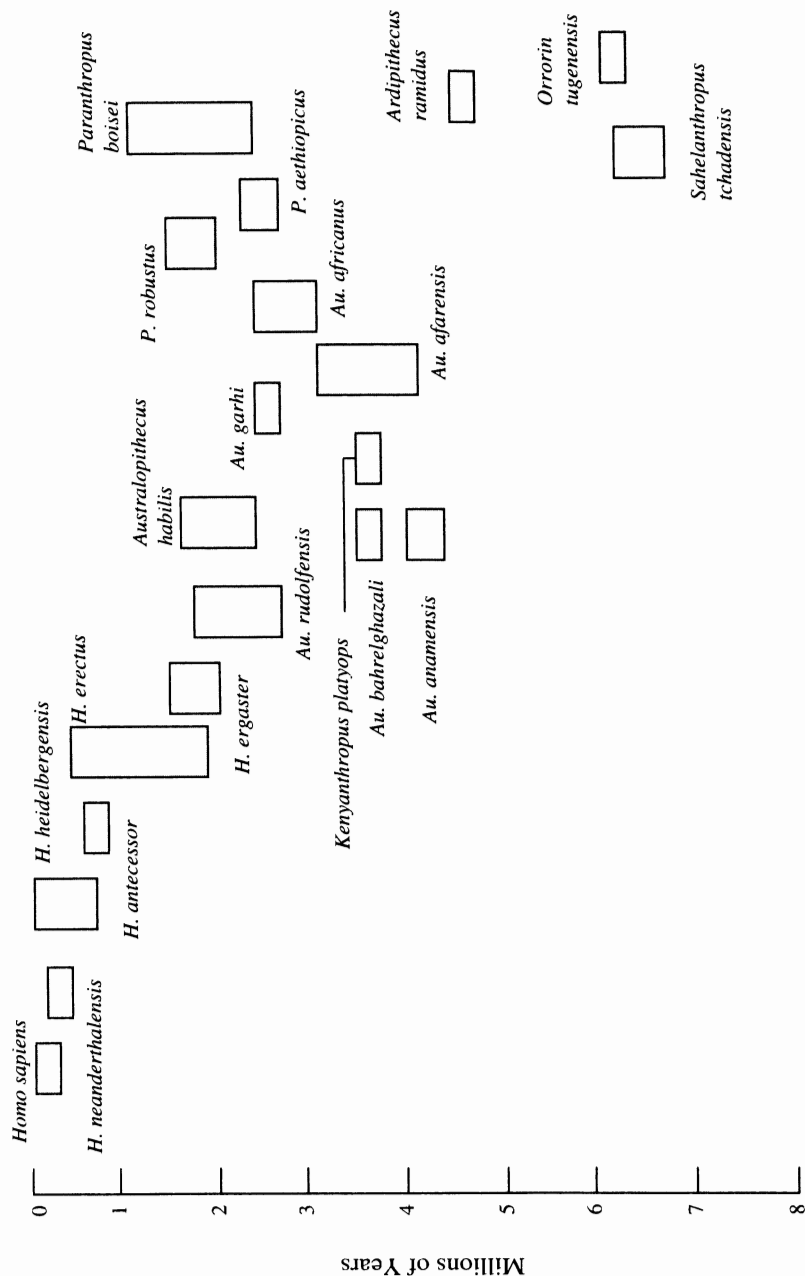 Homo sapiens
H. neanderthalensis
H. heidelbergensis
H. antecessor
H. erectus
H. ergaster
Au. rudolfensis
Australopithecus
habilis
Kenyanthropus platyops
Au. bahrelghazali
Au. anamensis
Au. garhi
Au. afarensis
Au. africanus
P. robustus
P. aethiopicus
Paranthropus
boisei
Ardipithecus
ramidus
Orrorin
tugenensis
Sahelanthropus
tchadensis
0
1
2
3
4
5
6
7
8
Millions of Years